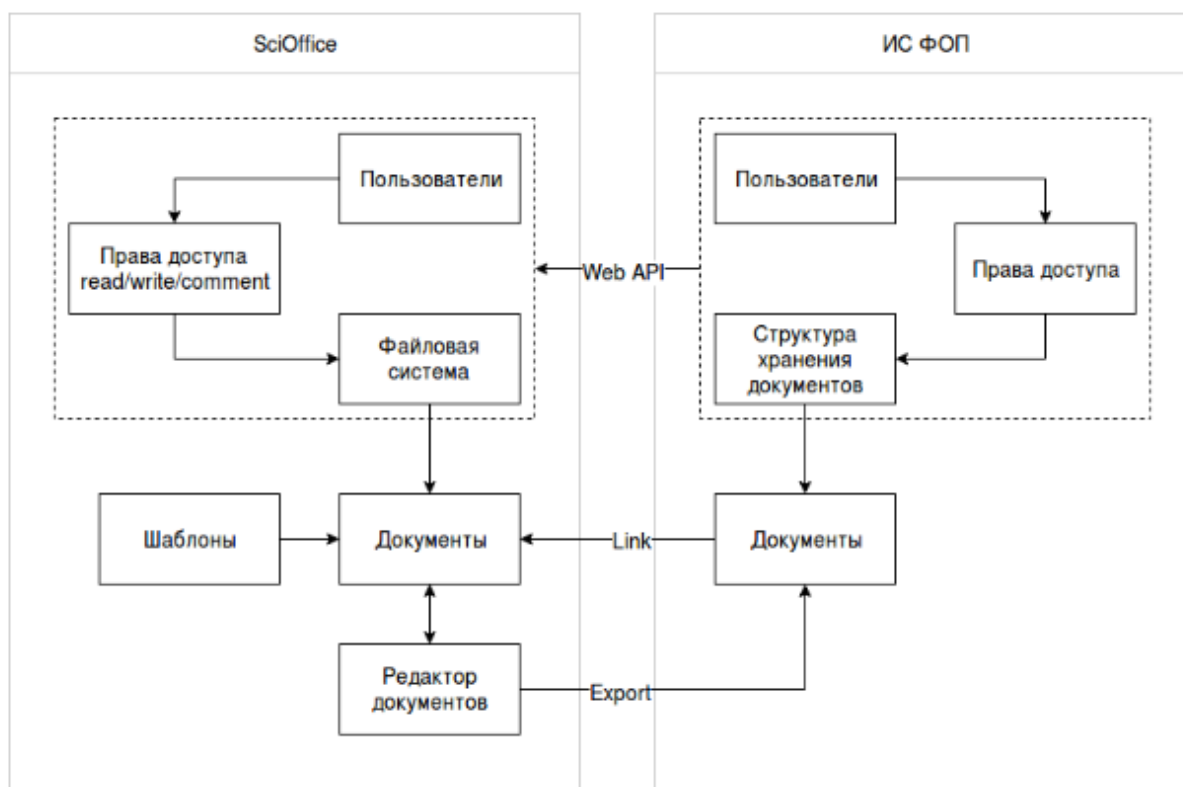 SciOffice
ИС ФОП
Пользователи
Пользователи
Права доступа
read/write/comment
Web API
Права доступа
Файловая
система
Структура
хранения
документов
Шаблоны
Документы
Link
Документы
Редактор
документов
Export